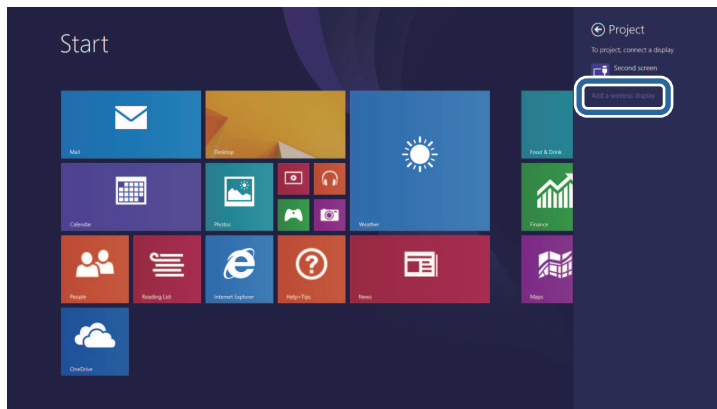 Start
Project
To project, connect a display
Second screen
Add a wireless display
Mail
Desktop
Food & Drink
Calendar
Photos
Weather
Finance
People
Reading List
Internet Explorer
Help+Tips
News
Maps
OneDrive